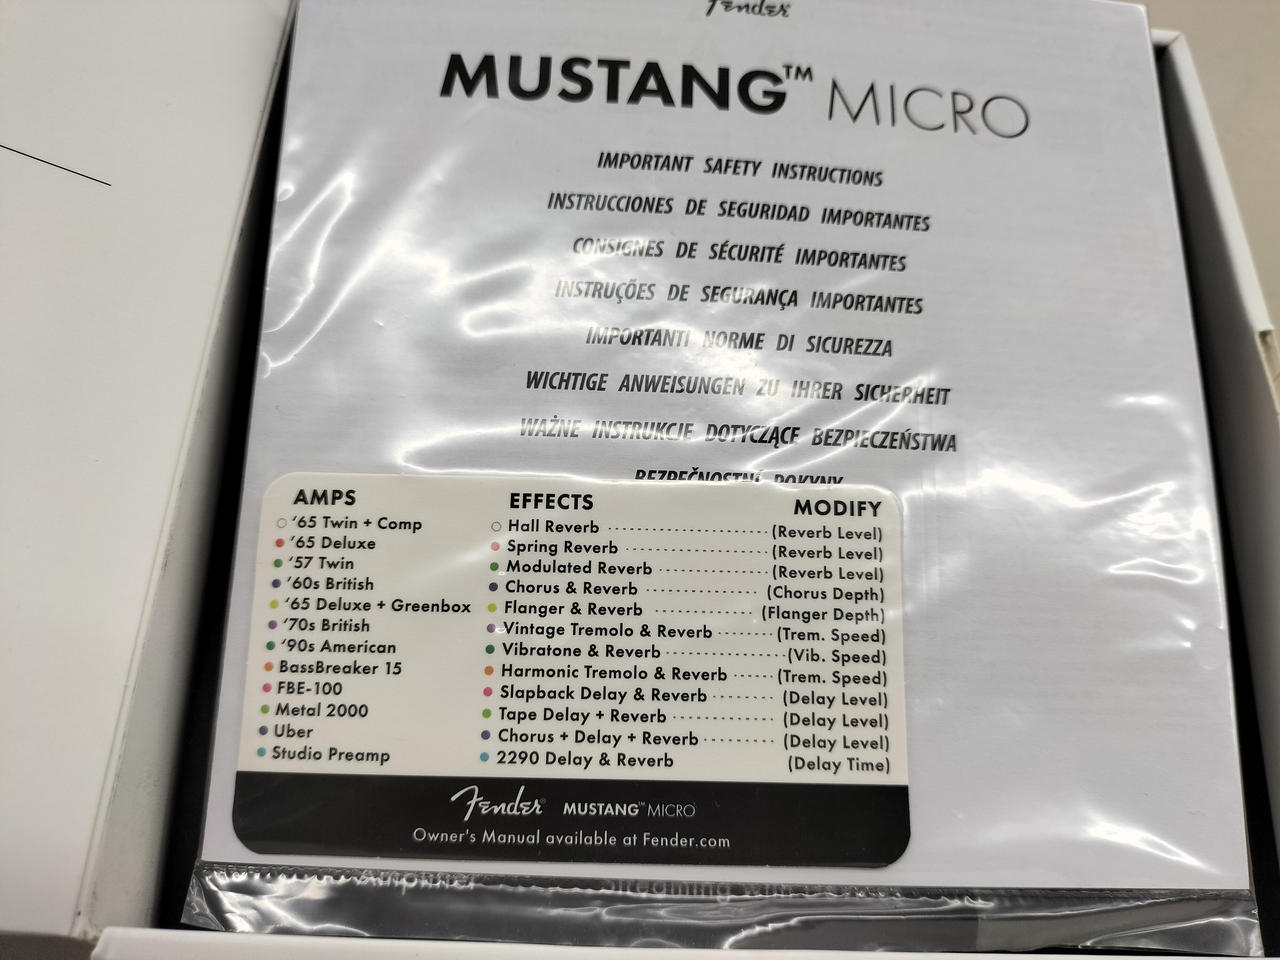 Fender
MUSTANG™ MICRO
IMPORTANT SAFETY INSTRUCTIONS
INSTRUCCIONES DE SEGURIDAD IMPORTANTES
CONSIGNES DE SÉCURITÉ IMPORTANTES
INSTRUÇÕES DE SEGURANÇA IMPORTANTES
IMPORTANTI NORME DI SICUREZZA
WICHTIGE ANWEISUNGEN ZU IHRER SICHERHEIT
WAŻNE INSTRUKCJE DOTYCZĄCE BEZPIECZEŃSTWA
BEZPEČNOSTNÍ POKYNY
AMPS EFFECTS MODIFY
'65 Twin + Comp Hall Reverb (Reverb Level)
'65 Deluxe Spring Reverb (Reverb Level)
'57 Twin Modulated Reverb (Reverb Level)
'60s British Chorus & Reverb (Chorus Depth)
'65 Deluxe + Greenbox Flanger & Reverb (Flanger Depth)
'70s British Vintage Tremolo & Reverb (Trem. Speed)
'90s American Vibratone & Reverb (Vib. Speed)
BassBreaker 15 Harmonic Tremolo & Reverb (Trem. Speed)
FBE-100 Slapback Delay & Reverb (Delay Level)
Metal 2000 Tape Delay + Reverb (Delay Level)
Uber Chorus + Delay + Reverb (Delay Level)
Studio Preamp 2290 Delay & Reverb (Delay Time)
Fender® MUSTANG™ MICRO
Owner's Manual available at Fender.com
Amplifier Streaming